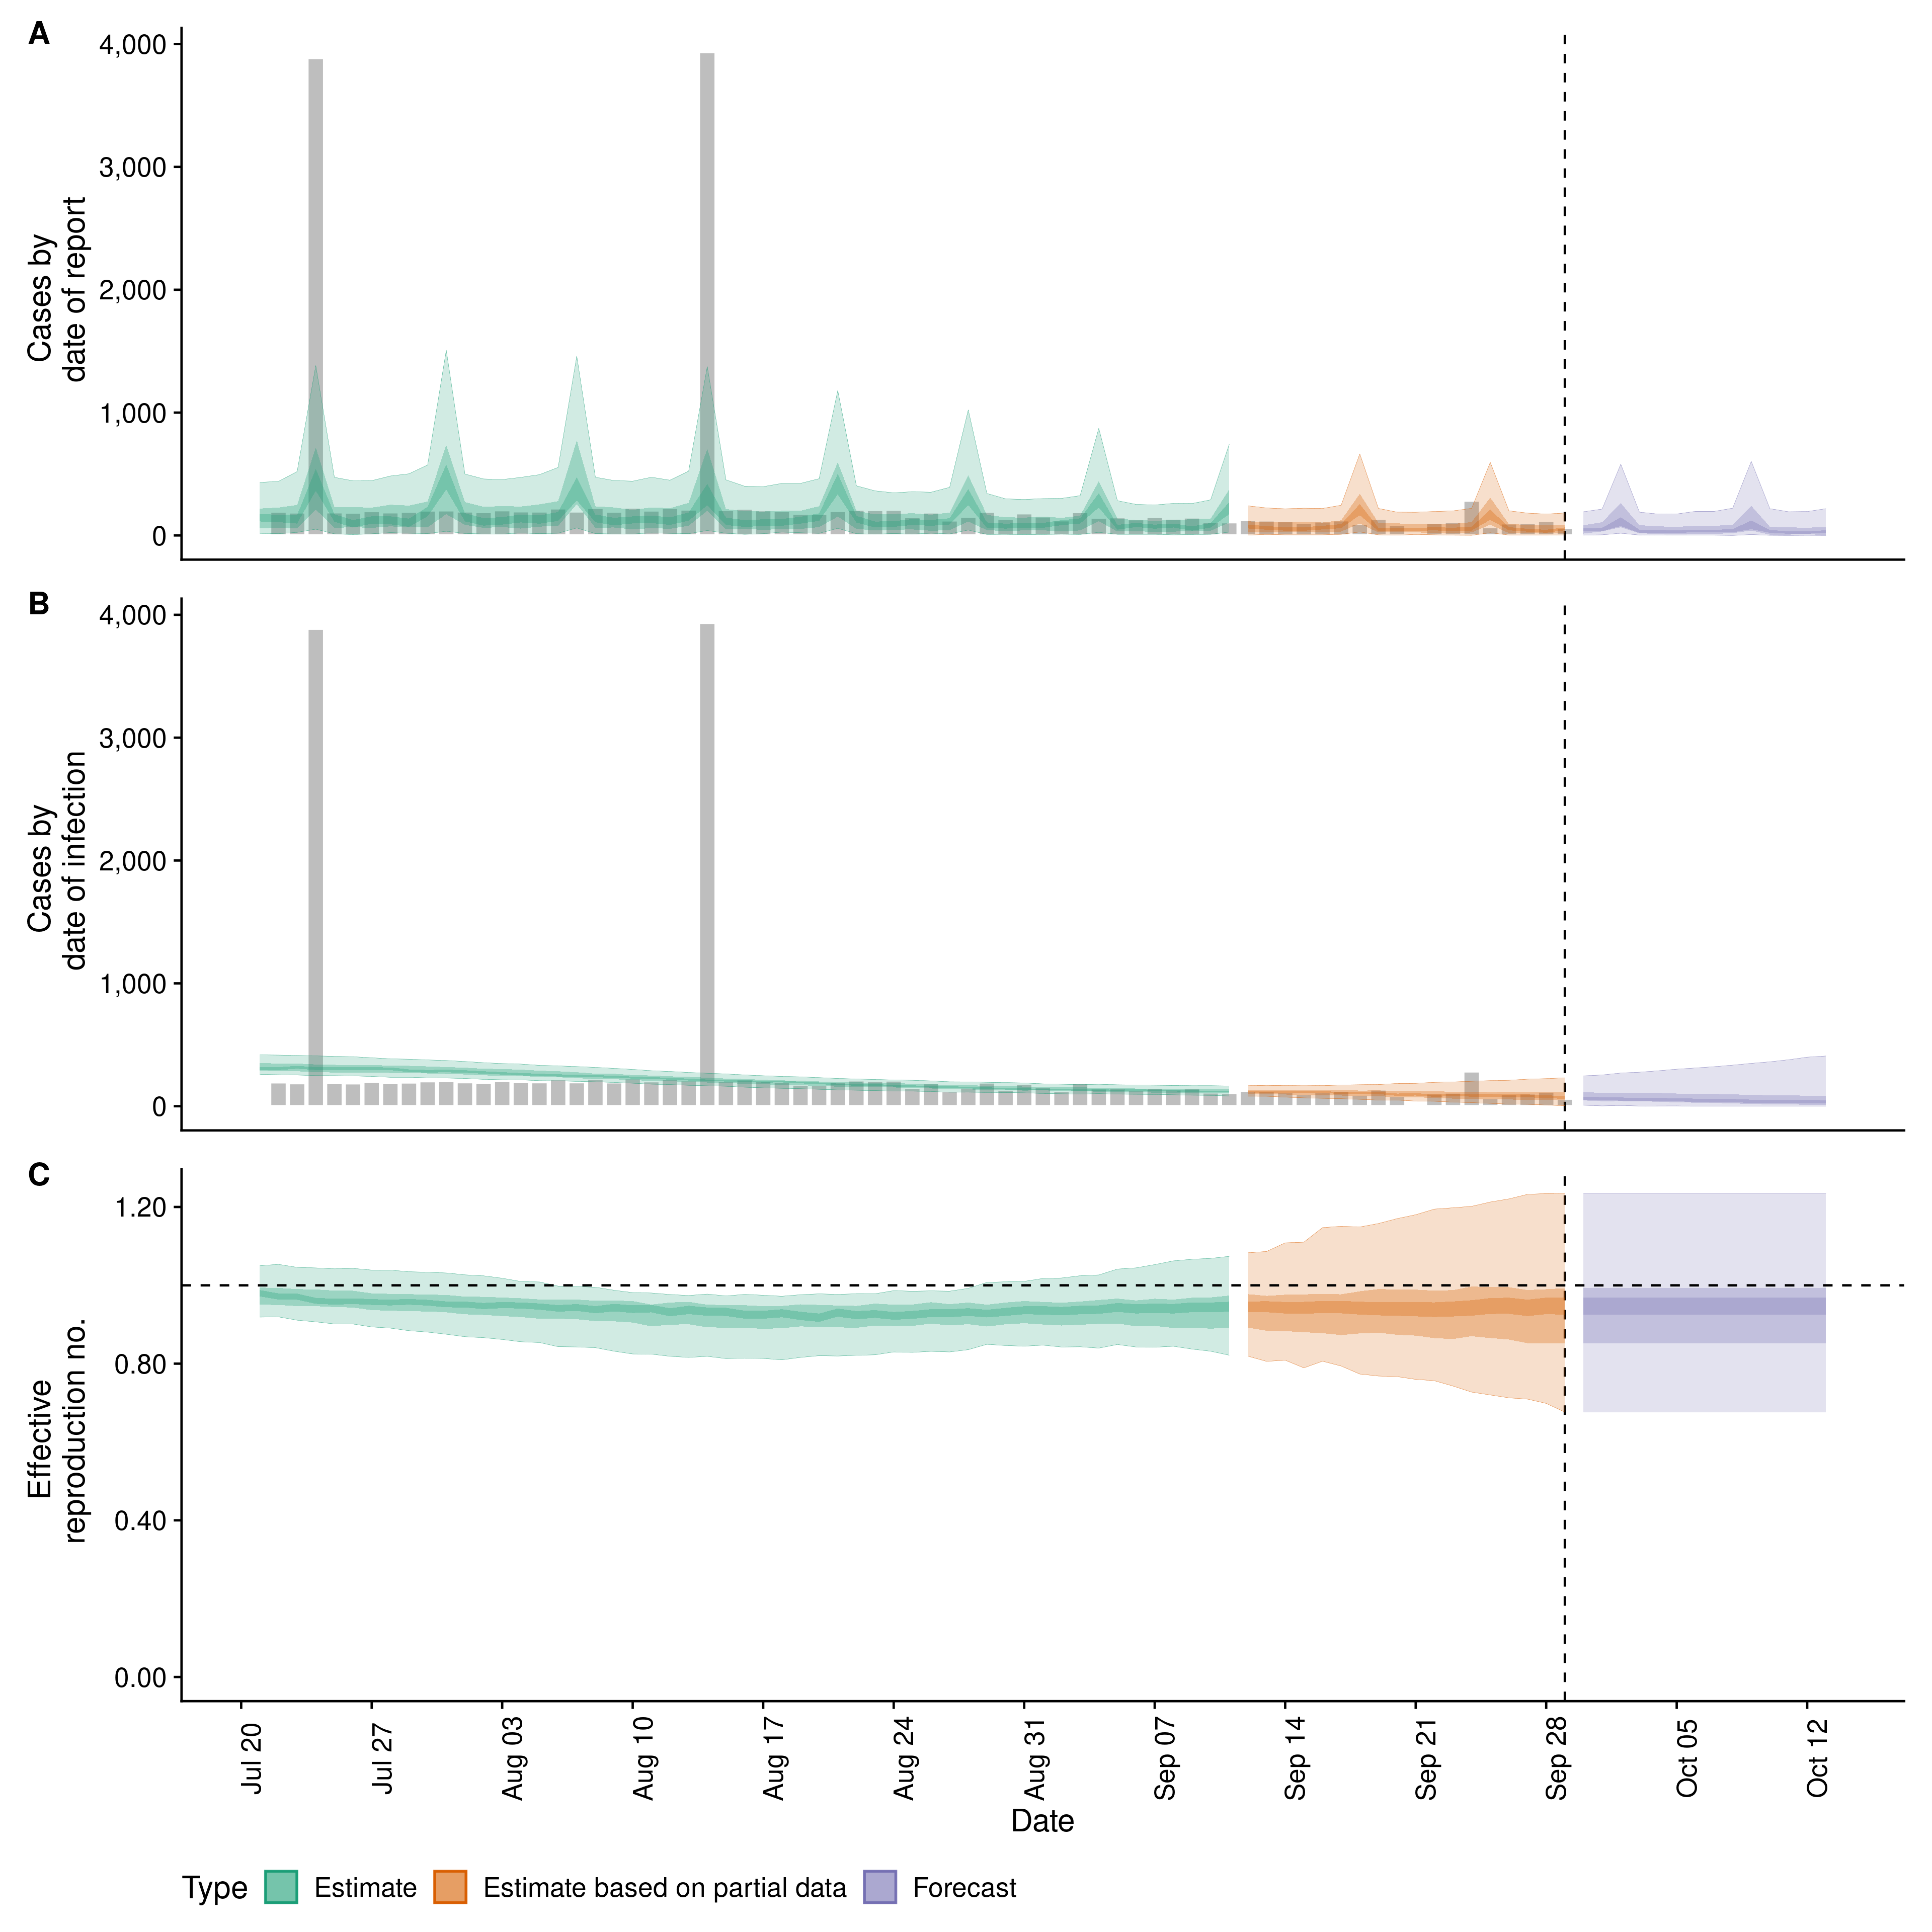 A
Cases by
date of report
4,000
3,000
2,000
1,000
0
B
Cases by
date of infection
4,000
3,000
2,000
1,000
0
C
Effective
reproduction no.
1.20
0.80
0.40
0.00
Jul 20
Jul 27
Aug 03
Aug 10
Aug 17
Aug 24
Aug 31
Sep 07
Sep 14
Sep 21
Sep 28
Oct 05
Oct 12
Date
Type Estimate Estimate based on partial data Forecast